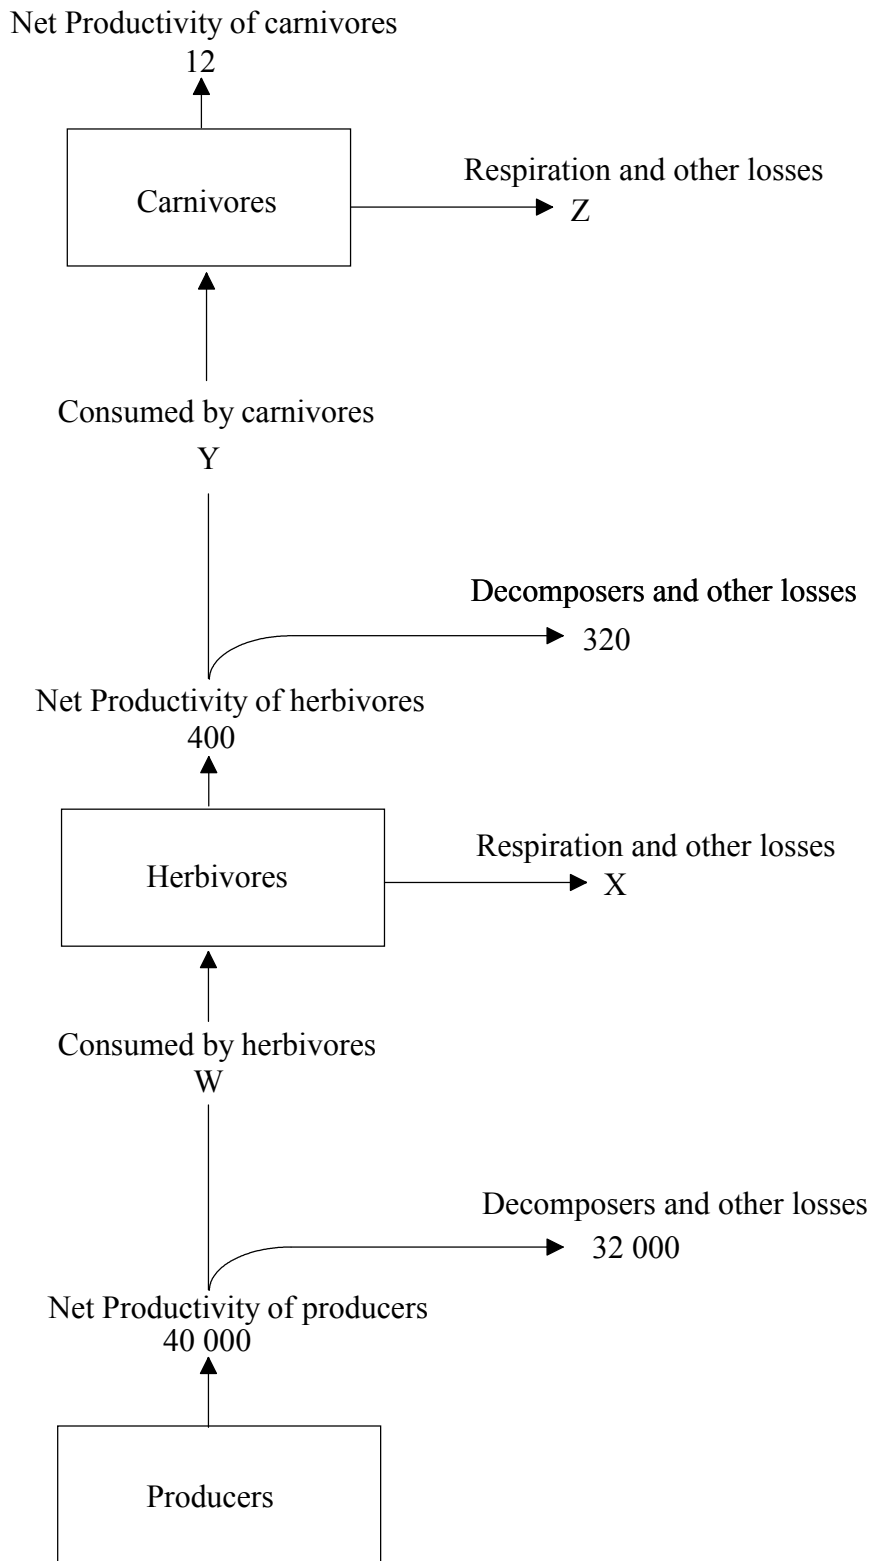 Net Productivity of carnivores
12
Carnivores
Respiration and other losses
Z
Consumed by carnivores
Y
Decomposers and other losses
320
Net Productivity of herbivores
400
Herbivores
Respiration and other losses
X
Consumed by herbivores
W
Decomposers and other losses
32 000
Net Productivity of producers
40 000
Producers